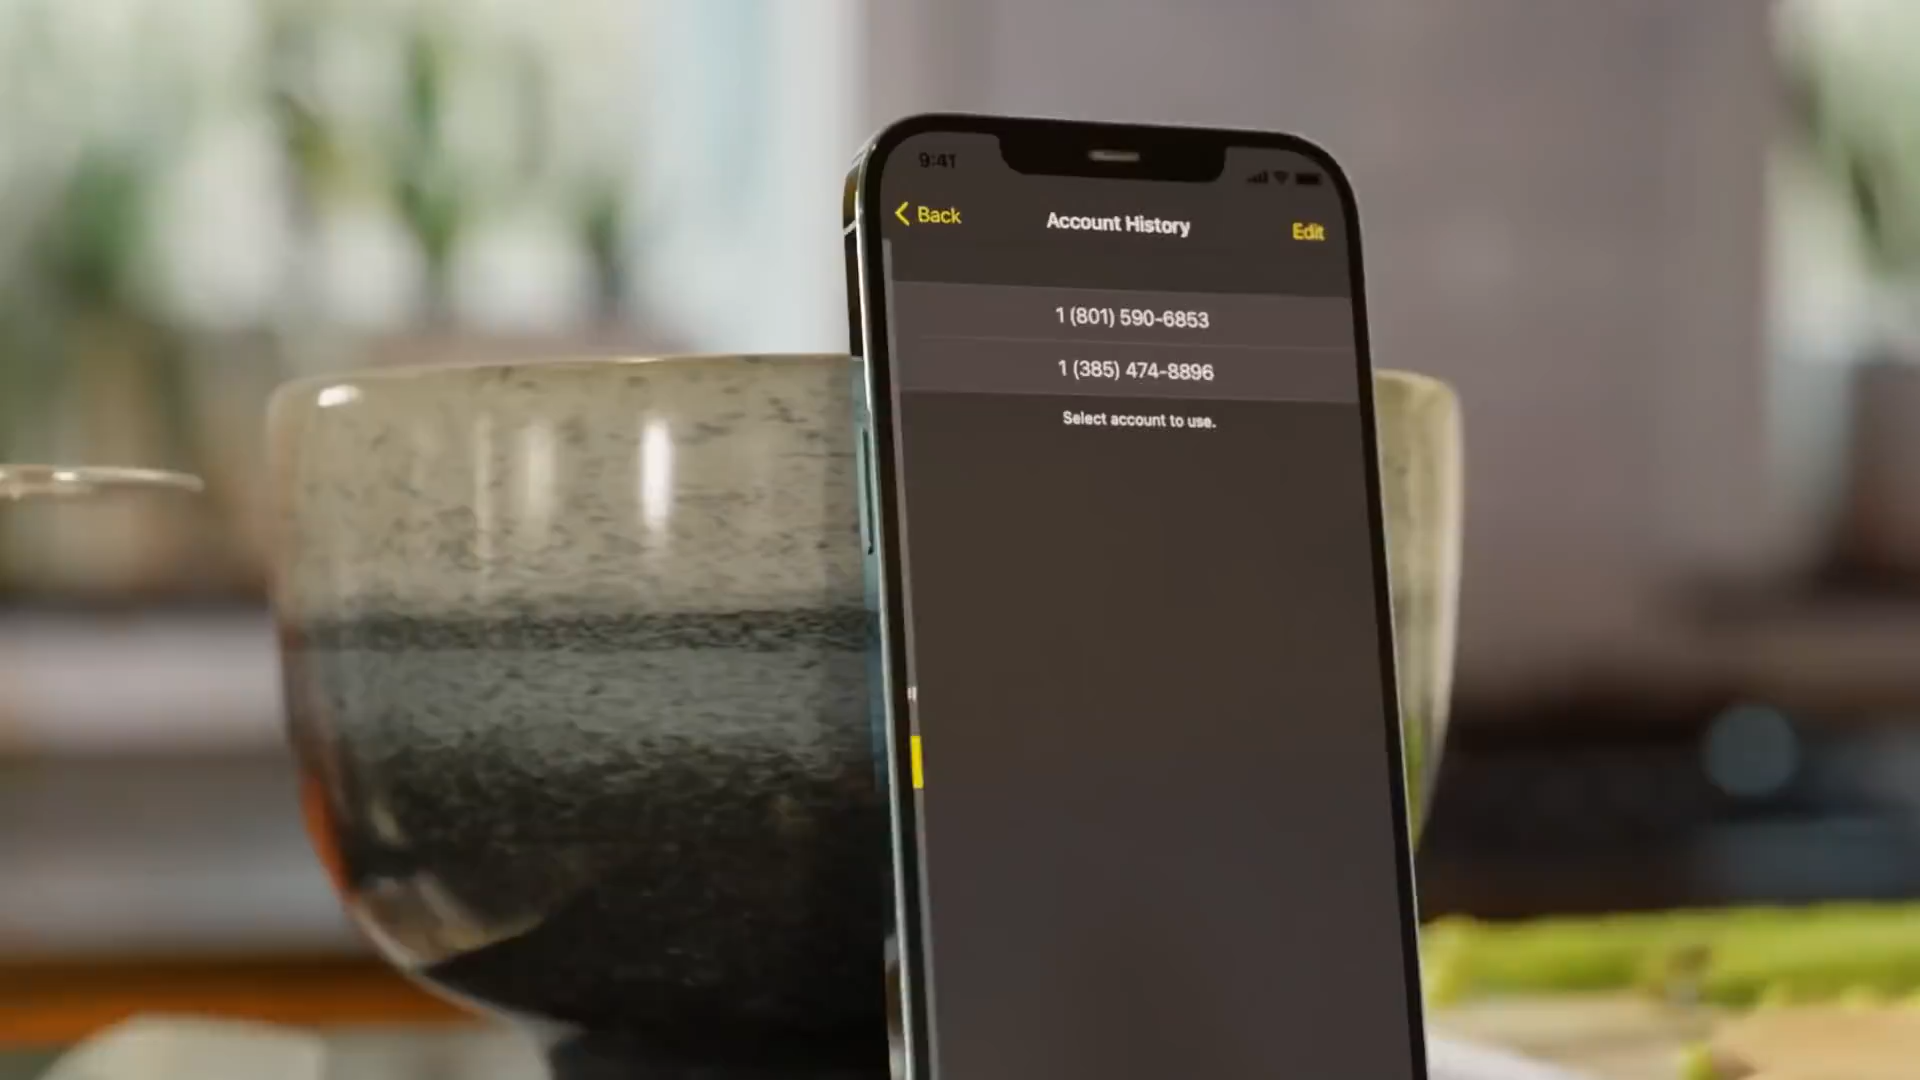 9:41
Back
Account History
Edit
1 (801) 590-6853
1 (385) 474-8896
Select account to use.